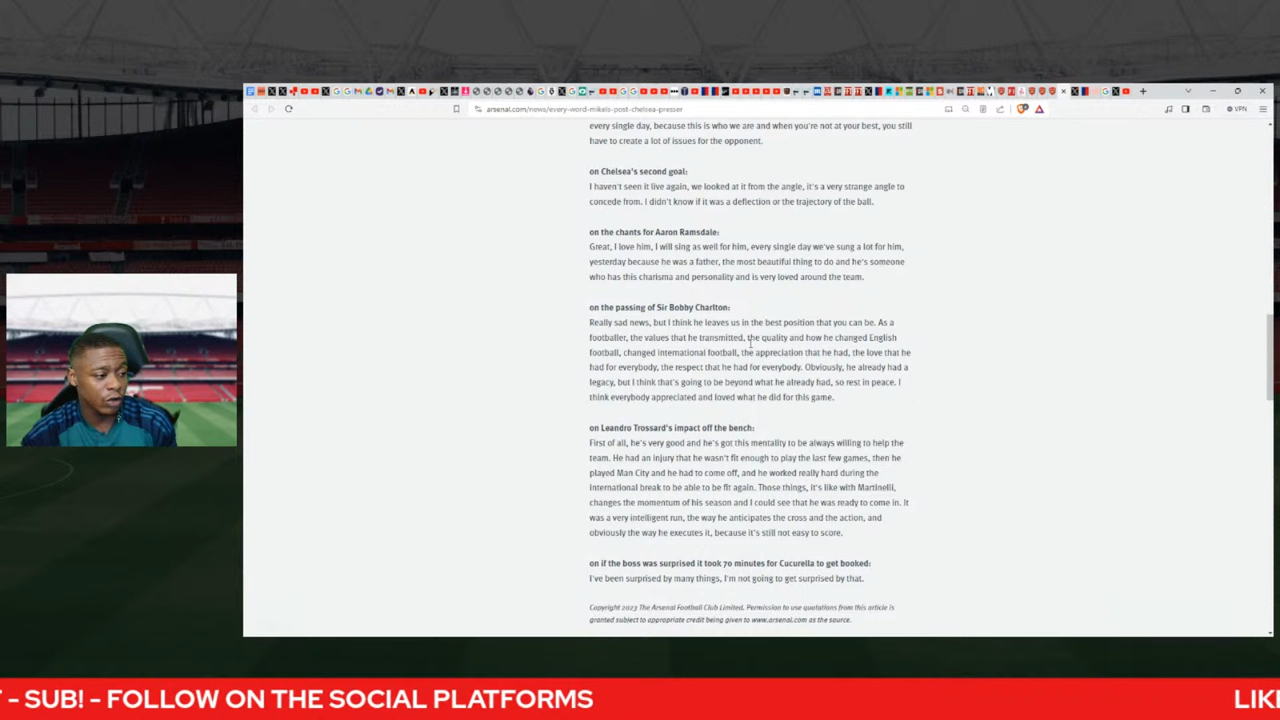 arsenal.com/news/every-word-mikels-post-chelsea-presser
VPN
every single day, because this is who we are and when you're not at your best, you still
have to create a lot of issues for the opponent.
on Chelsea's second goal:
I haven't seen it live again, we looked at it from the angle, it's a very strange angle to
concede from. I didn't know if it was a deflection or the trajectory of the ball.
on the chants for Aaron Ramsdale:
Great, I love him, I will sing as well for him, every single day we've sung a lot for him,
yesterday because he was a father, the most beautiful thing to do and he's someone
who has this charisma and personality and is very loved around the team.
on the passing of Sir Bobby Charlton:
Really sad news, but I think he leaves us in the best position that you can be. As a
footballer, the values that he transmitted, the quality and how he changed English
football, changed international football, the appreciation that he had, the love that he
had for everybody, the respect that he had for everybody. Obviously, he already had a
legacy, but I think that's going to be beyond what he already had, so rest in peace. I
think everybody appreciated and loved what he did for this game.
on Leandro Trossard's impact off the bench:
First of all, he's very good and he's got this mentality to be always willing to help the
team. He had an injury that he wasn't fit enough to play the last few games, then he
played Man City and he had to come off, and he worked really hard during the
international break to be able to be fit again. Those things, it's like with Martinelli,
changes the momentum of his season and I could see that he was ready to come in. It
was a very intelligent run, the way he anticipates the cross and the action, and
obviously the way he executes it, because it's still not easy to score.
on if the boss was surprised it took 70 minutes for Cucurella to get booked:
I've been surprised by many things, I'm not going to get surprised by that.
Copyright 2023 The Arsenal Football Club Limited. Permission to use quotations from this article is
granted subject to appropriate credit being given to www.arsenal.com as the source.
T - SUB! - FOLLOW ON THE SOCIAL PLATFORMS
LIK